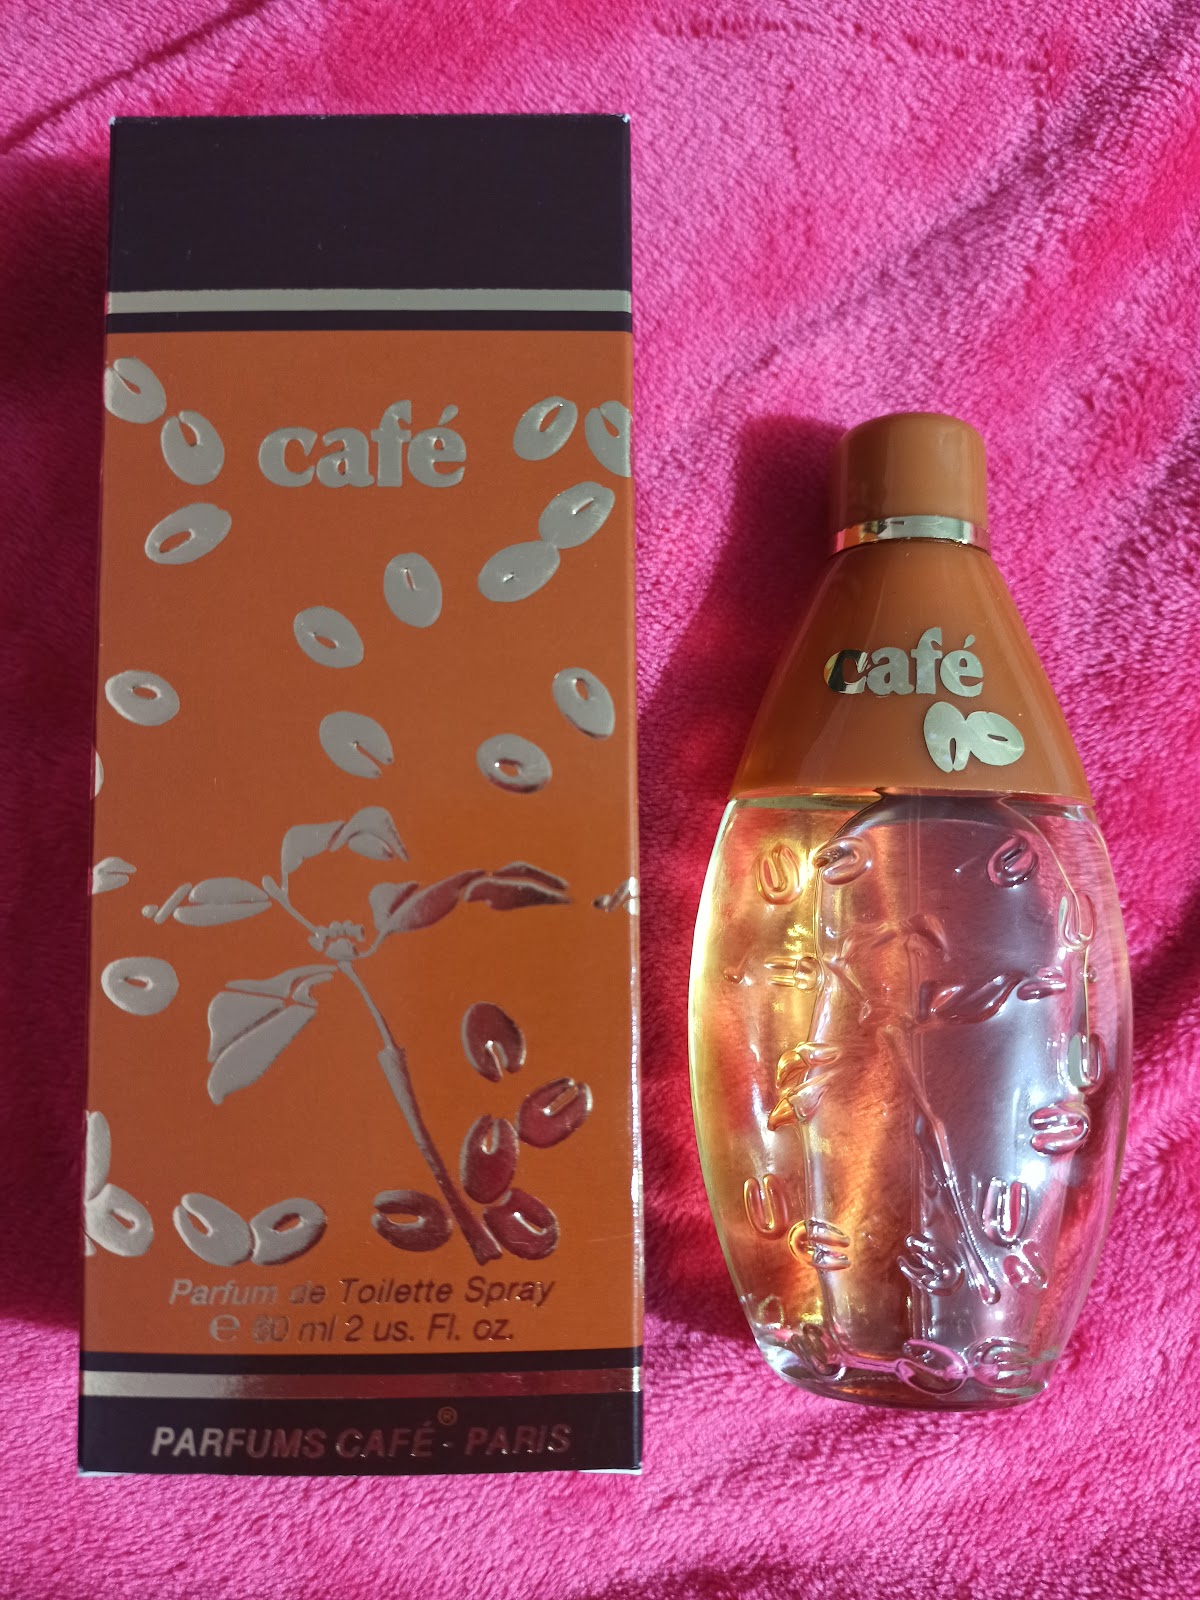 café
Parfum de Toilette Spray
e 60 ml 2 us. Fl. oz.
PARFUMS CAFÉ® - PARIS
café